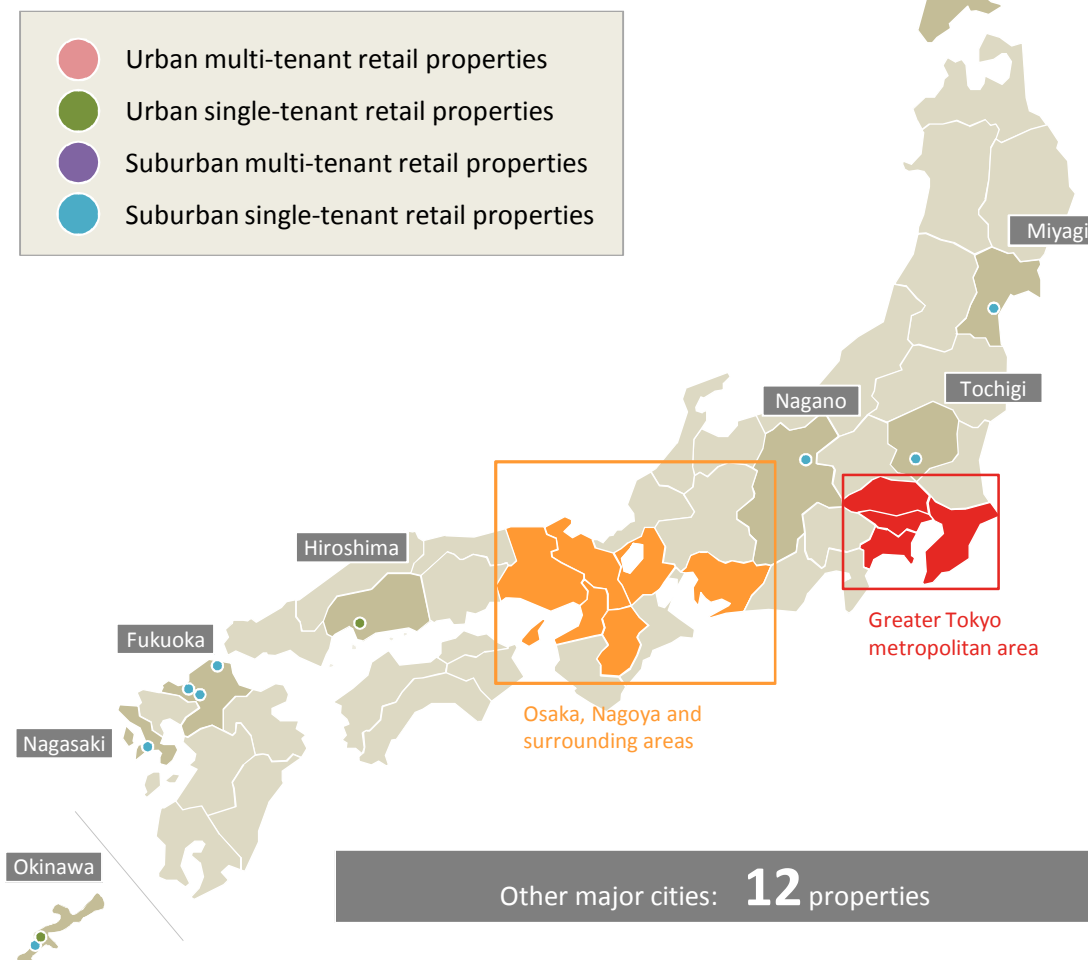 Urban multi-tenant retail properties
Urban single-tenant retail properties
Suburban multi-tenant retail properties
Suburban single-tenant retail properties
Miyagi
Tochigi
Nagano
Hiroshima
Greater Tokyo
metropolitan area
Fukuoka
Osaka, Nagoya and
surrounding areas
Nagasaki
Okinawa
Other major cities: 12 properties